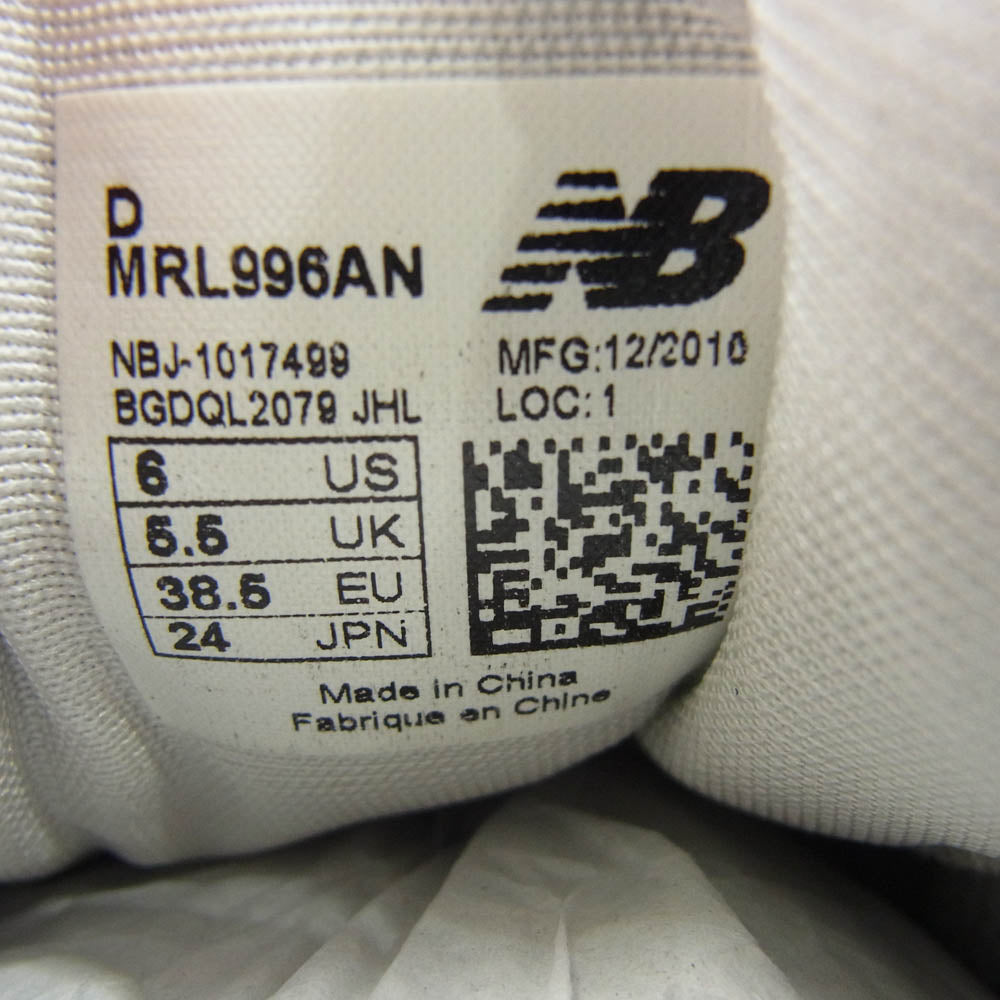 D
MRL996AN
NB
NBJ-1017499
BGDQL2079 JHL
MFG:12/2010
LOC: 1
6 US
5.5 UK
38.5 EU
24 JPN
Made in China
Fabrique en Chine